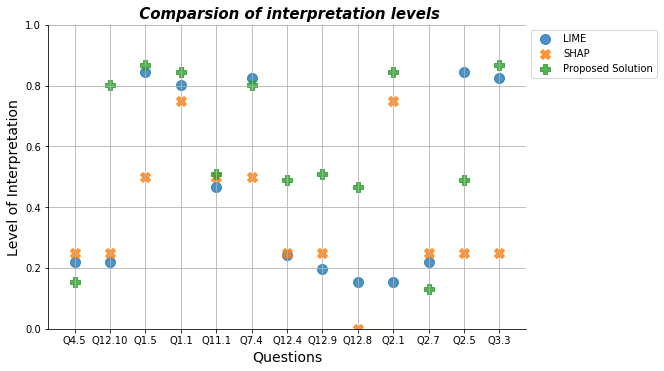 Comparsion of interpretation levels
1.0
0.8
0.6
0.4
0.2
0.0
Level of Interpretation
Q4.5 Q12.10 Q1.5 Q1.1 Q11.1 Q7.4 Q12.4 Q12.9 Q12.8 Q2.1 Q2.7 Q2.5 Q3.3
Questions
LIME
SHAP
Proposed Solution